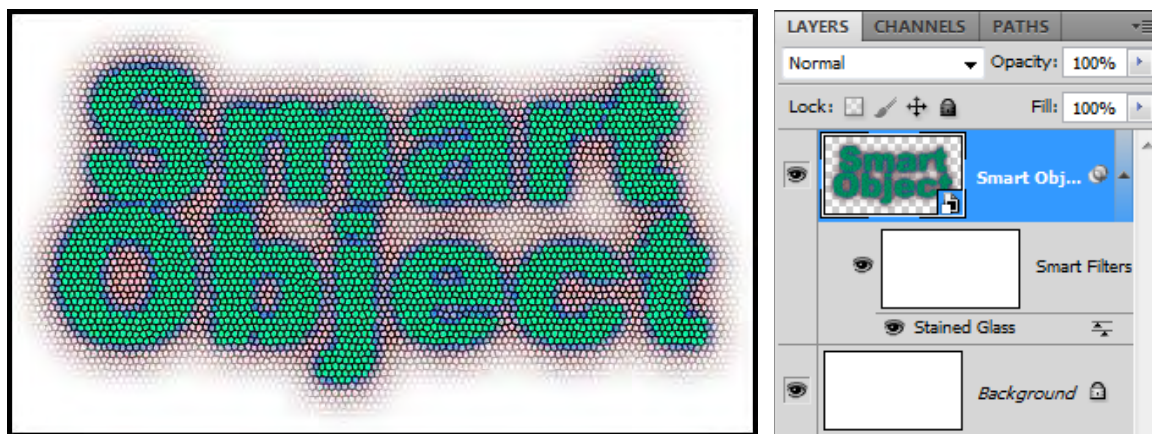 Smart
Object
LAYERS CHANNELS PATHS
Normal Opacity: 100%
Lock: Fill: 100%
Smart
Object
Smart Obj...
Smart Filters
Stained Glass
Background